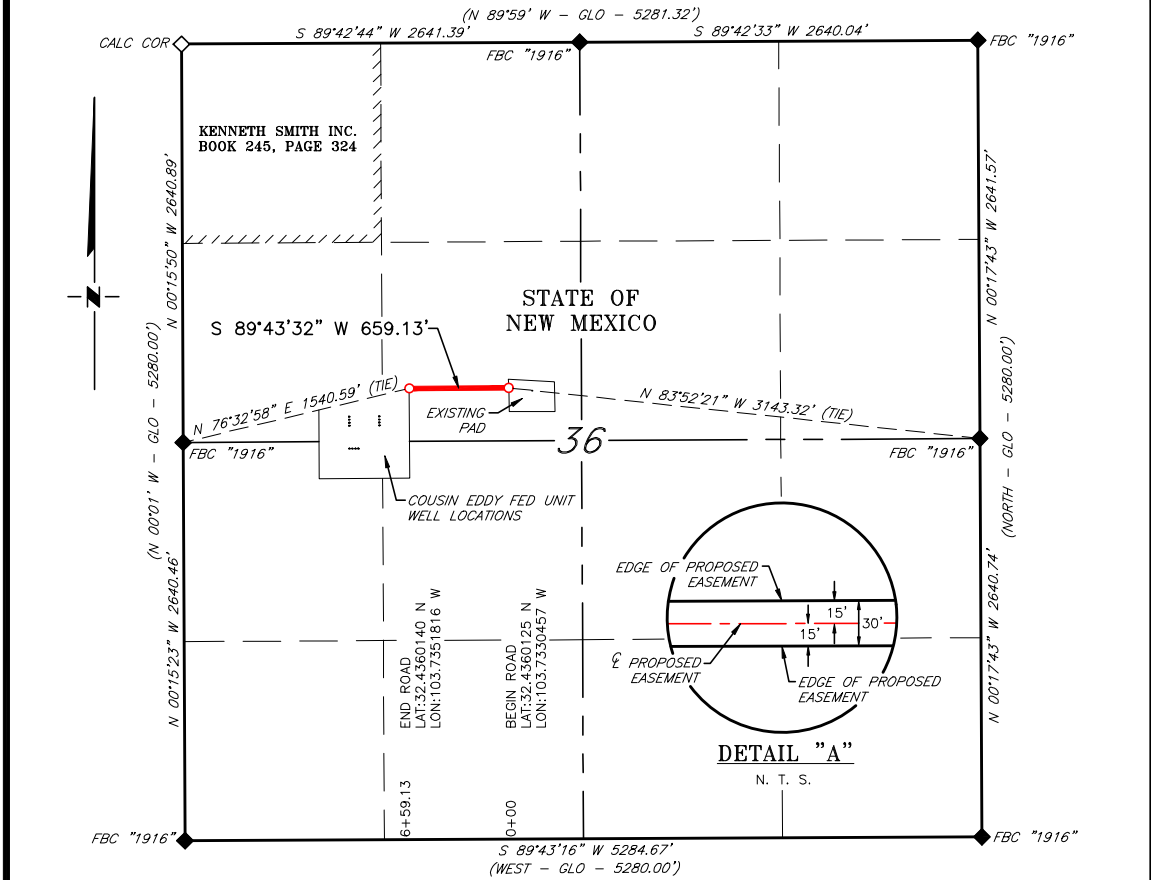 (N 89°59' W - GLO - 5281.32')
S 89°42'44" W 2641.39'
S 89°42'33" W 2640.04'
CALC COR
FBC "1916"
FBC "1916"
KENNETH SMITH INC.
BOOK 245, PAGE 324
N 00°15'50" W 2640.89'
N 00°17'43" W 2641.57'
N
STATE OF
NEW MEXICO
S 89°43'32" W 659.13'
(N 00°01' W - GLO - 5280.00')
(NORTH - GLO - 5280.00')
N 76°32'58" E 1540.59' (TIE)
N 83°52'21" W 3143.32' (TIE)
EXISTING
PAD
36
FBC "1916"
FBC "1916"
COUSIN EDDY FED UNIT
WELL LOCATIONS
N 00°15'23" W 2640.46'
N 00°17'43" W 2640.74'
END ROAD
LAT:32.4360140 N
LON:103.7351816 W
BEGIN ROAD
LAT:32.4360125 N
LON:103.7330457 W
EDGE OF PROPOSED
EASEMENT
15'
15'
30'
℄ PROPOSED
EASEMENT
EDGE OF PROPOSED
EASEMENT
DETAIL "A"
N. T. S.
6+59.13
0+00
FBC "1916"
FBC "1916"
S 89°43'16" W 5284.67'
(WEST - GLO - 5280.00')